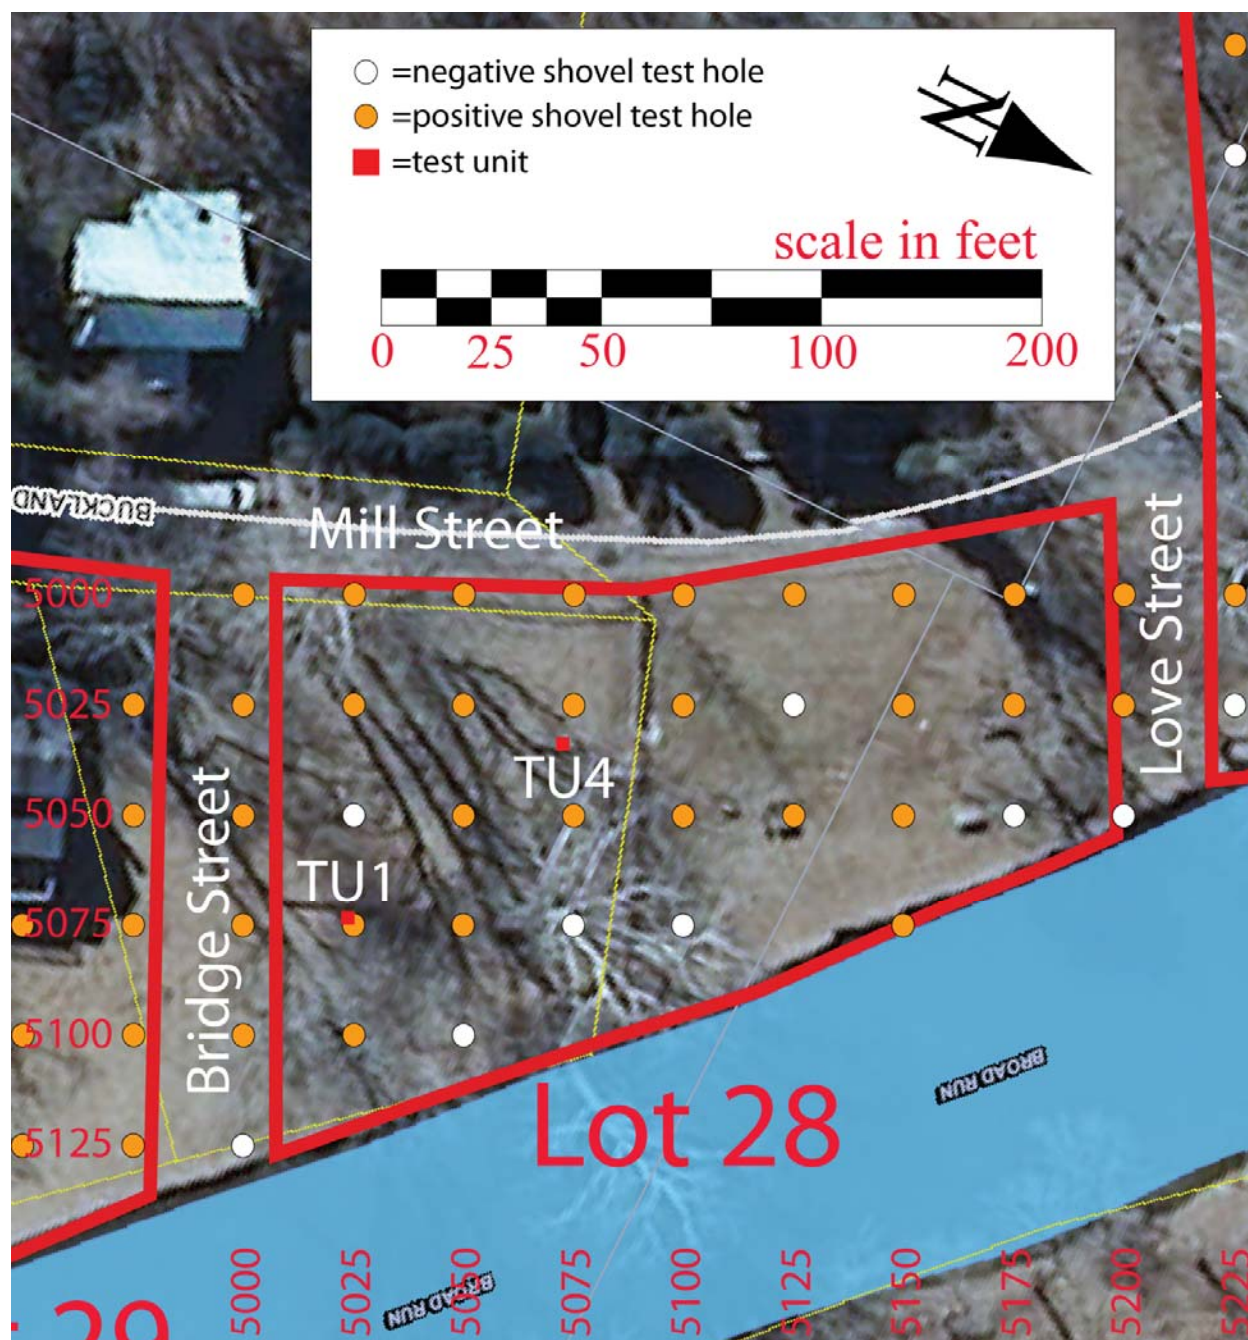 =negative shovel test hole
=positive shovel test hole
=test unit
N
scale in feet
0 25 50 100 200
BUCKLAND
Mill Street
Love Street
Bridge Street
5000
5025
5050
5075
5100
5125
TU4
TU1
Lot 28
BROAD RUN
BROAD RUN
5000 5025 5050 5075 5100 5125 5150 5175 5200 5225
29